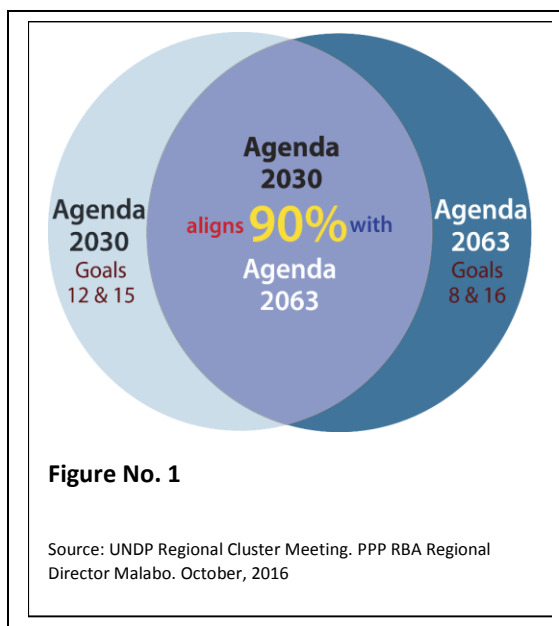 Agenda
2030
Goals
12 & 15
Agenda
2030
aligns 90% with
Agenda
2063
Agenda
2063
Goals
8 & 16
Figure No. 1
Source: UNDP Regional Cluster Meeting. PPP RBA Regional
Director Malabo. October, 2016